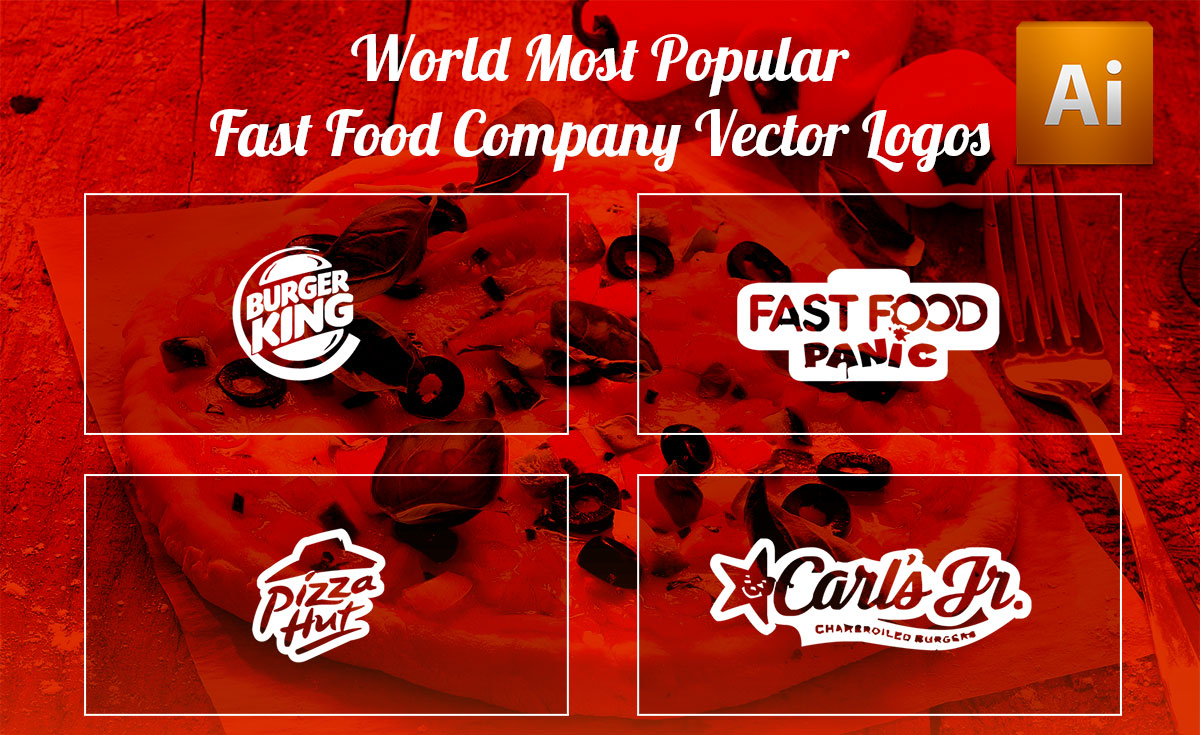 World Most Popular
Fast Food Company Vector Logos
Ai
BURGER
KING
FAST FOOD
PANIC
Pizza
Hut
Carl's Jr.
CHARBROILED BURGERS